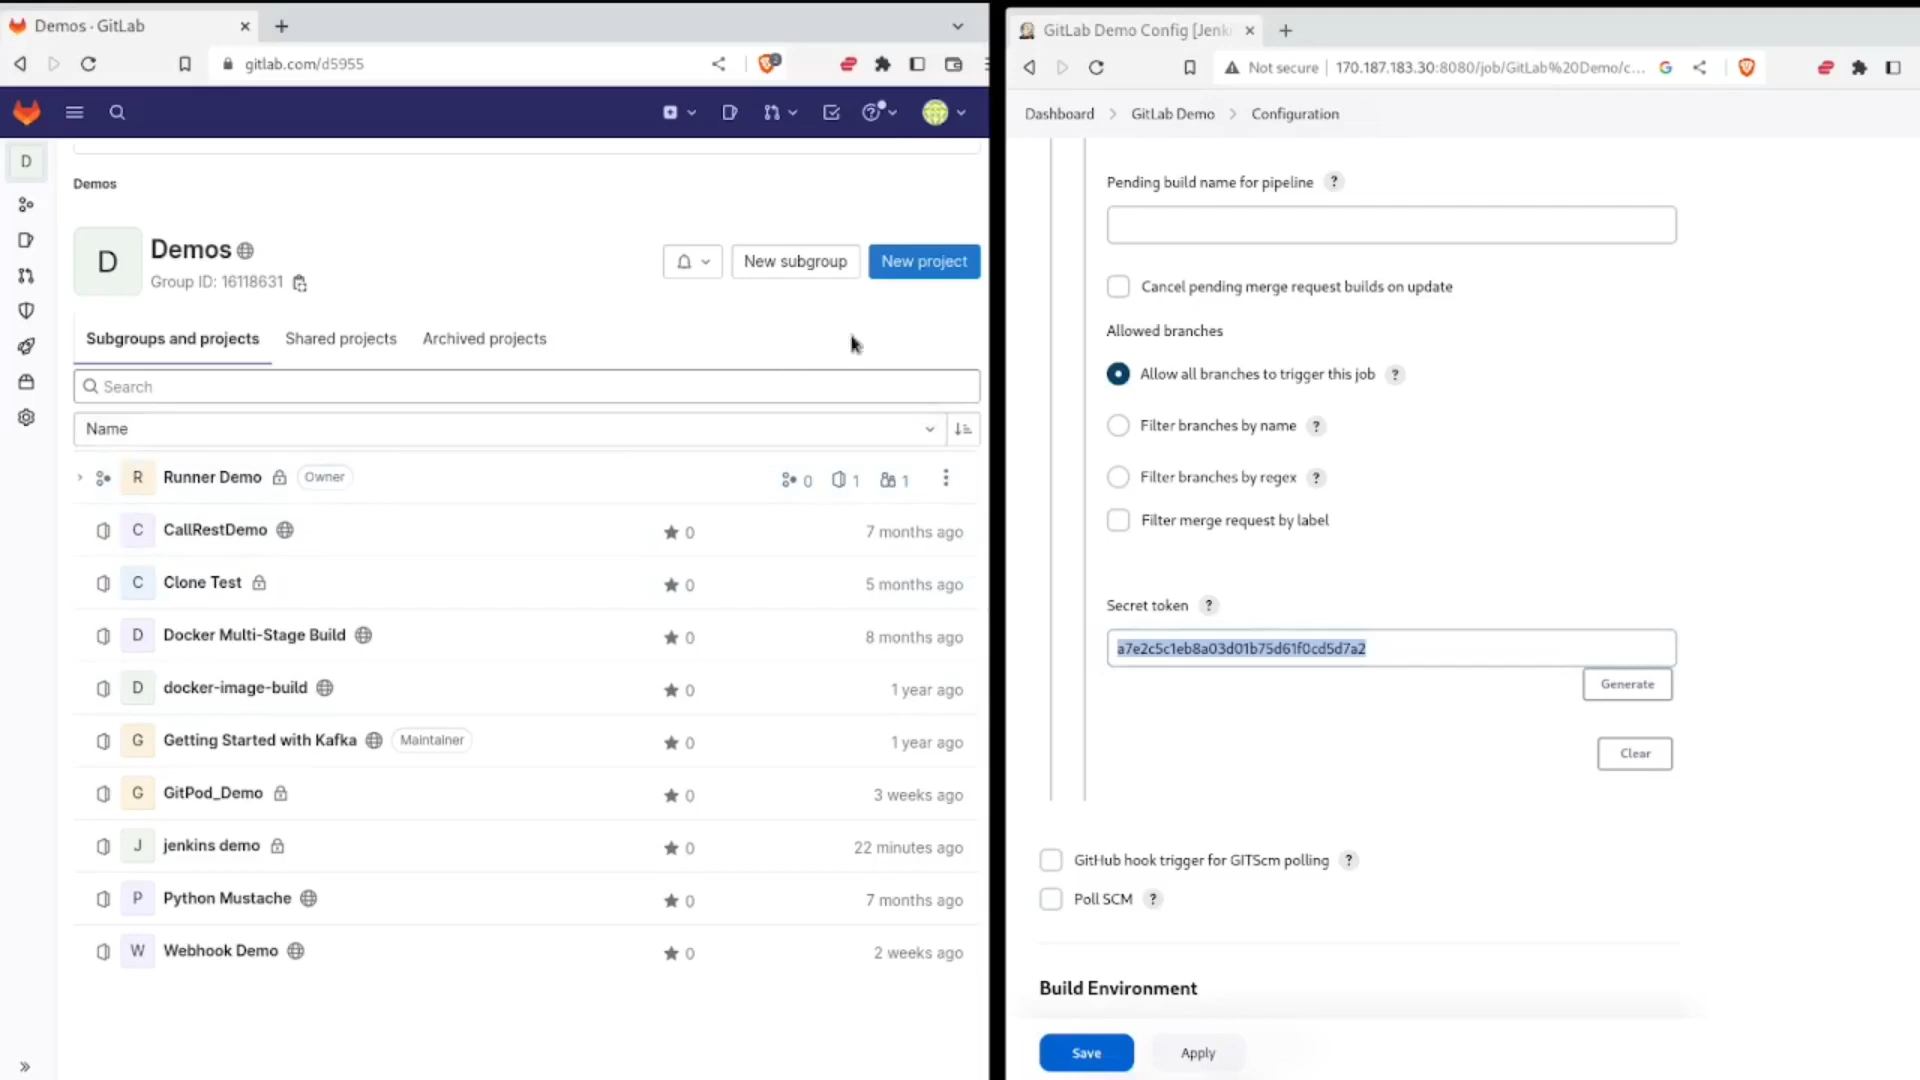 Demos · GitLab
gitlab.com/d5955
2
D
Demos
D
Demos
Group ID: 16118631
New subgroup
New project
Subgroups and projects
Shared projects
Archived projects
Search
Name
R Runner Demo Owner 0 1 1
C CallRestDemo 0 7 months ago
C Clone Test 0 5 months ago
D Docker Multi-Stage Build 0 8 months ago
D docker-image-build 0 1 year ago
G Getting Started with Kafka Maintainer 0 1 year ago
G GitPod_Demo 0 3 weeks ago
J jenkins demo 0 22 minutes ago
P Python Mustache 0 7 months ago
W Webhook Demo 0 2 weeks ago
GitLab Demo Config [Jenki
Not secure 170.187.183.30:8080/job/GitLab%20Demo/c...
Dashboard > GitLab Demo > Configuration
Pending build name for pipeline ?
Cancel pending merge request builds on update
Allowed branches
Allow all branches to trigger this job ?
Filter branches by name ?
Filter branches by regex ?
Filter merge request by label
Secret token ?
a7e2c5c1eb8a03d01b75d61f0cd5d7a2
Generate
Clear
GitHub hook trigger for GITScm polling ?
Poll SCM ?
Build Environment
Save
Apply